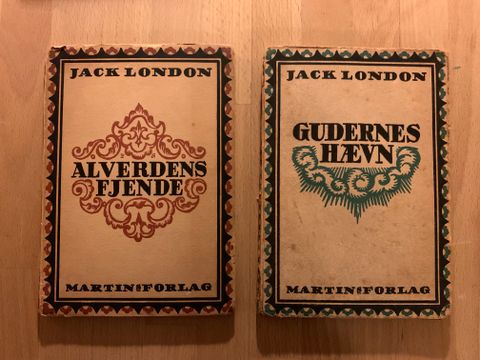 JACK LONDON
ALVERDENS
FJENDE
MARTINS FORLAG
JACK LONDON
GUDERNES
HÆVN
MARTINS FORLAG